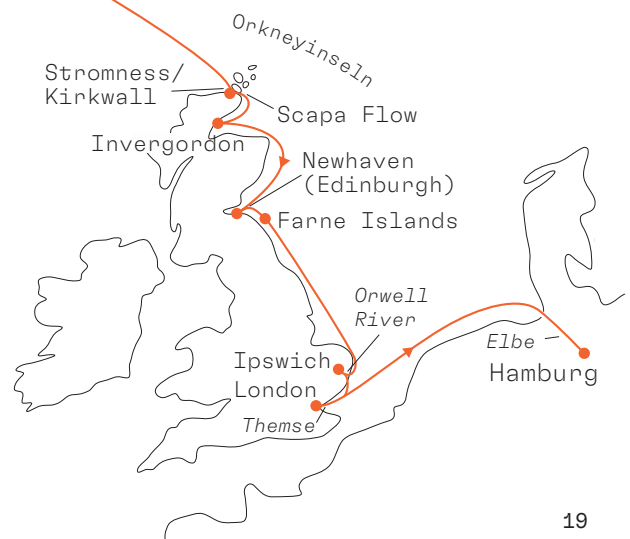 Orkneyinseln
Stromness/
Kirkwall
Scapa Flow
Invergordon
Newhaven
(Edinburgh)
Farne Islands
Orwell
River
Ipswich
London
Themse
Elbe
Hamburg
19